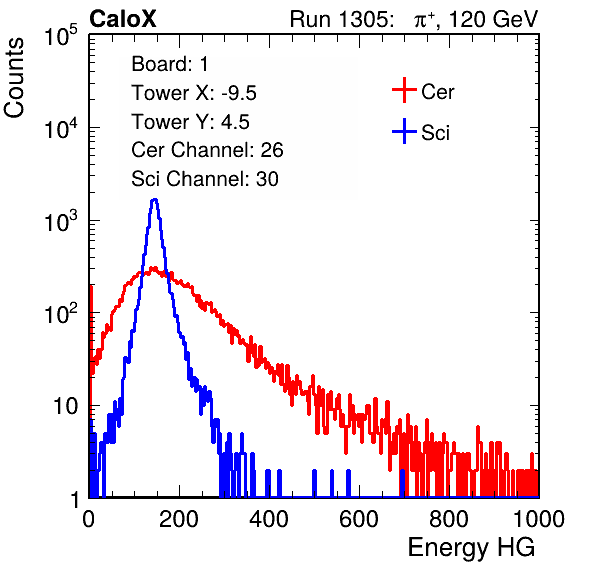 CaloX Run 1305: π⁺, 120 GeV
Board: 1
Tower X: -9.5
Tower Y: 4.5
Cer Channel: 26
Sci Channel: 30
Cer
Sci
Counts
10⁵
10⁴
10³
10²
10
1
0 200 400 600 800 1000
Energy HG